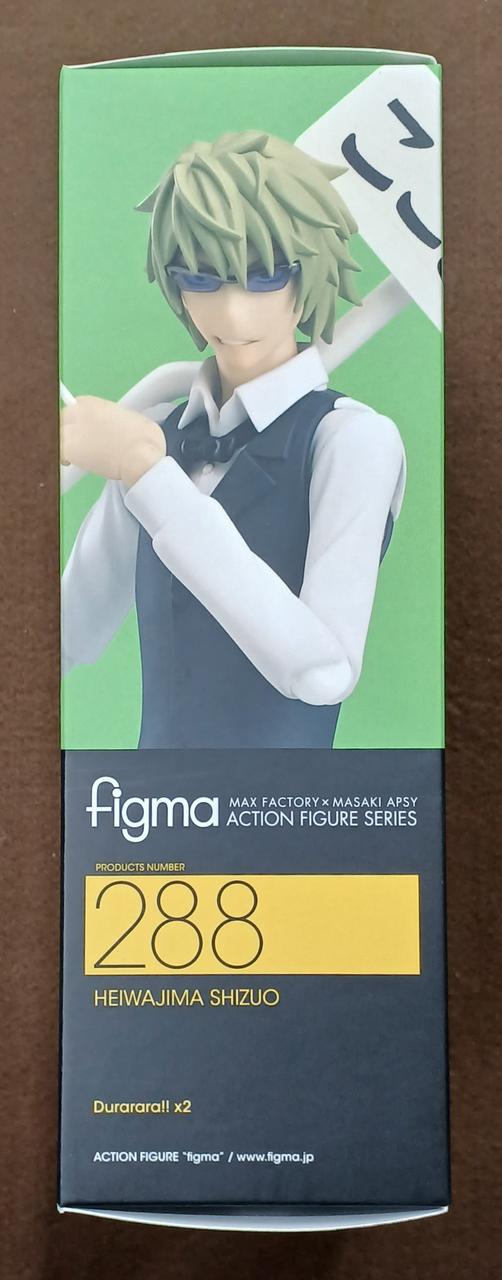 figma
MAX FACTORY × MASAKI APSY
ACTION FIGURE SERIES
PRODUCTS NUMBER
288
HEIWAJIMA SHIZUO
Durarara!! x2
ACTION FIGURE "figma" / www.figma.jp